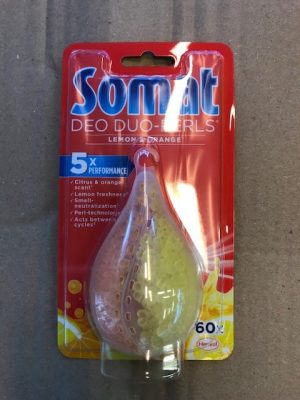 Somat
DEO DUO-PERLS
LEMON & ORANGE
5X
PERFORMANCE
✓ Citrus & orange
scent
✓ Lemon freshness
✓ Smell-
neutralization
✓ Perl-technology
✓ Acts between
cycles
60x
Henkel